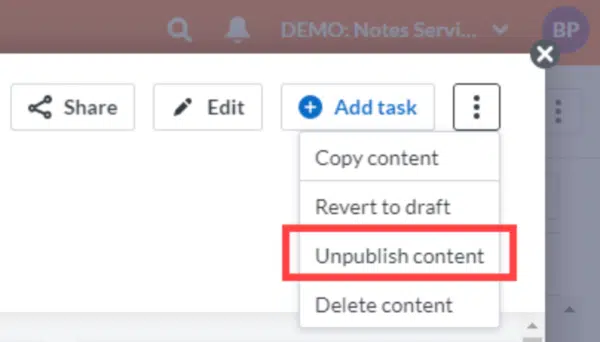 DEMO: Notes Servi... BP
Share Edit Add task
Copy content
Revert to draft
Unpublish content
Delete content